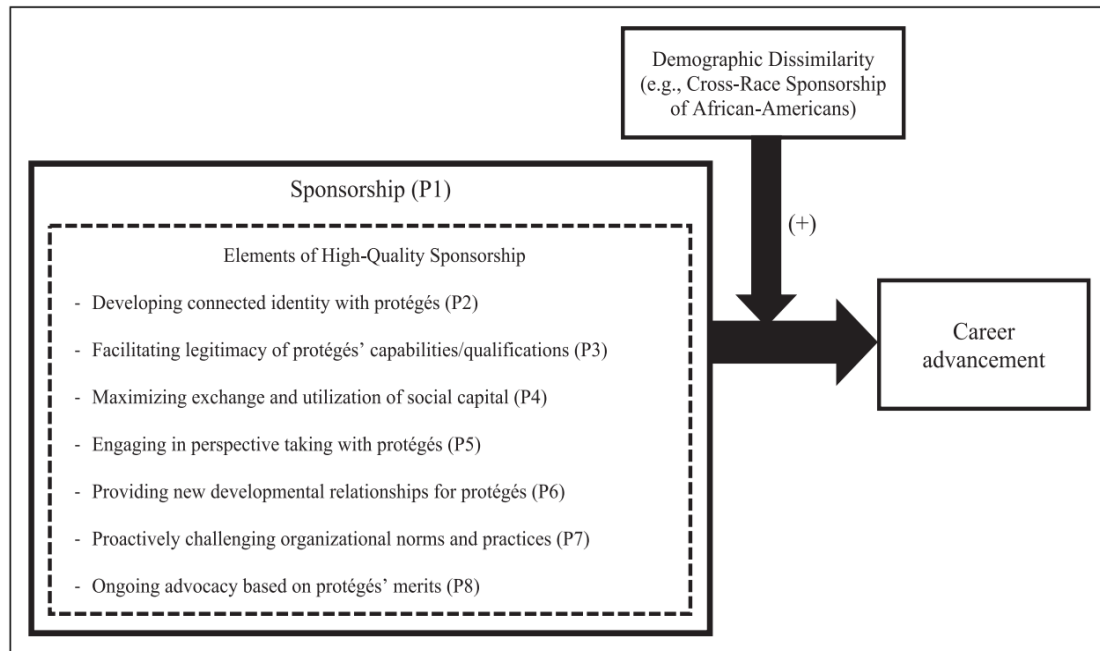 Demographic Dissimilarity
(e.g., Cross-Race Sponsorship
of African-Americans)
Sponsorship (P1)
(+)
Elements of High-Quality Sponsorship
- Developing connected identity with protégés (P2)
- Facilitating legitimacy of protégés’ capabilities/qualifications (P3)
- Maximizing exchange and utilization of social capital (P4)
- Engaging in perspective taking with protégés (P5)
- Providing new developmental relationships for protégés (P6)
- Proactively challenging organizational norms and practices (P7)
- Ongoing advocacy based on protégés’ merits (P8)
Career
advancement